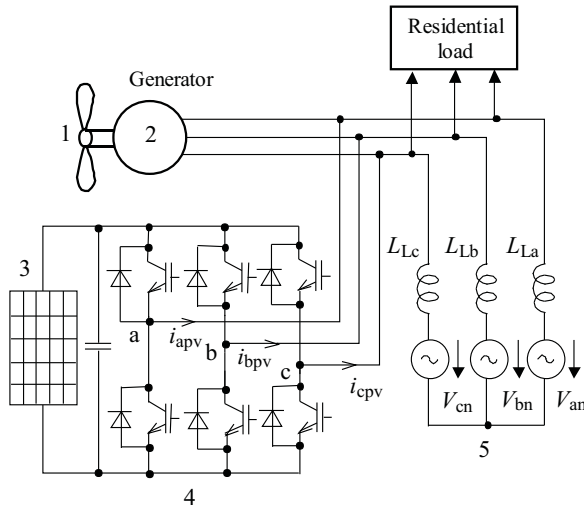 Residential
load
Generator
1
2
3
L_Lc
L_Lb
L_La
a
i_apv
b
i_bpv
c
i_cpv
V_cn
V_bn
V_an
4
5